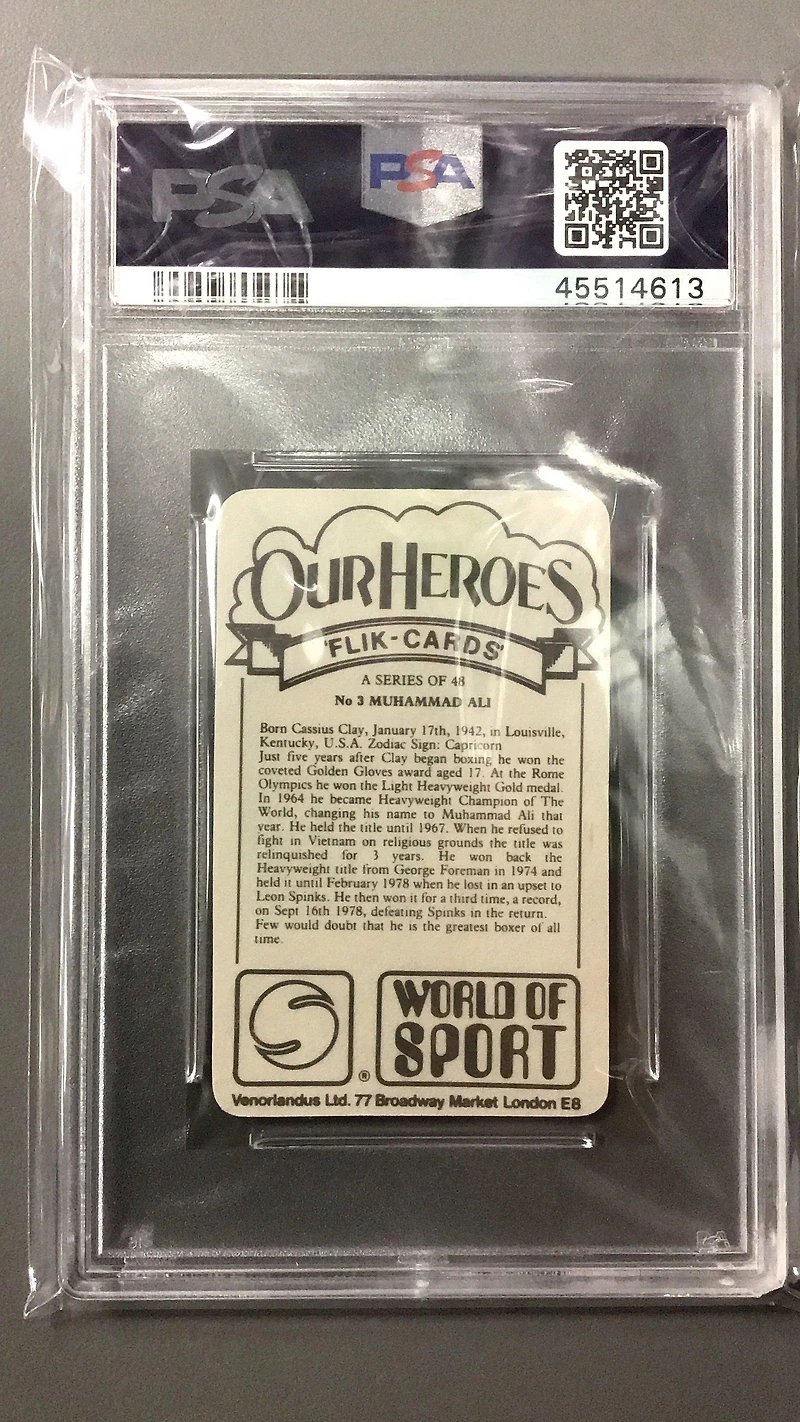 PSA
PSA
45514613
OUR HEROES
'FLIK-CARDS'
A SERIES OF 48
No 3 MUHAMMAD ALI
Born Cassius Clay, January 17th, 1942, in Louisville,
Kentucky, U.S.A. Zodiac Sign: Capricorn
Just five years after Clay began boxing he won the
coveted Golden Gloves award aged 17. At the Rome
Olympics he won the Light Heavyweight Gold medal.
In 1964 he became Heavyweight Champion of The
World, changing his name to Muhammad Ali that
year. He held the title until 1967. When he refused to
fight in Vietnam on religious grounds the title was
relinquished for 3 years. He won back the
Heavyweight title from George Foreman in 1974 and
held it until February 1978 when he lost in an upset to
Leon Spinks. He then won it for a third time, a record,
on Sept 16th 1978, defeating Spinks in the return.
Few would doubt that he is the greatest boxer of all
time.
WORLD OF
SPORT
®
Venorlandus Ltd. 77 Broadway Market London E8
PSA